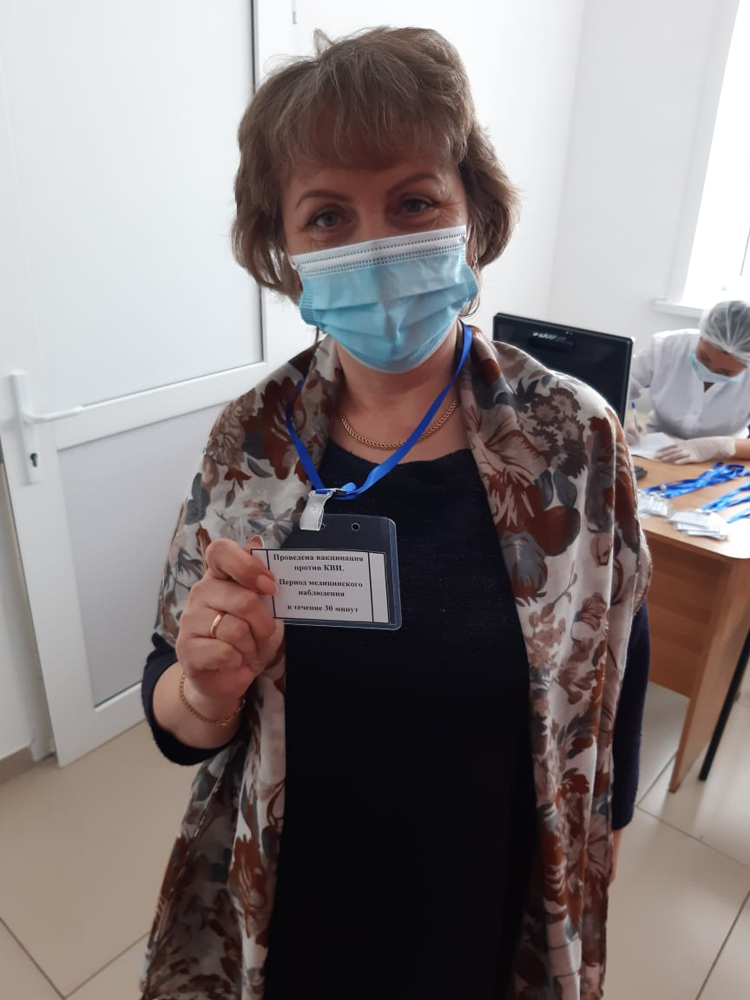 Проведена вакцинация
против КВИ.
Период медицинского
наблюдения
в течение 30 минут